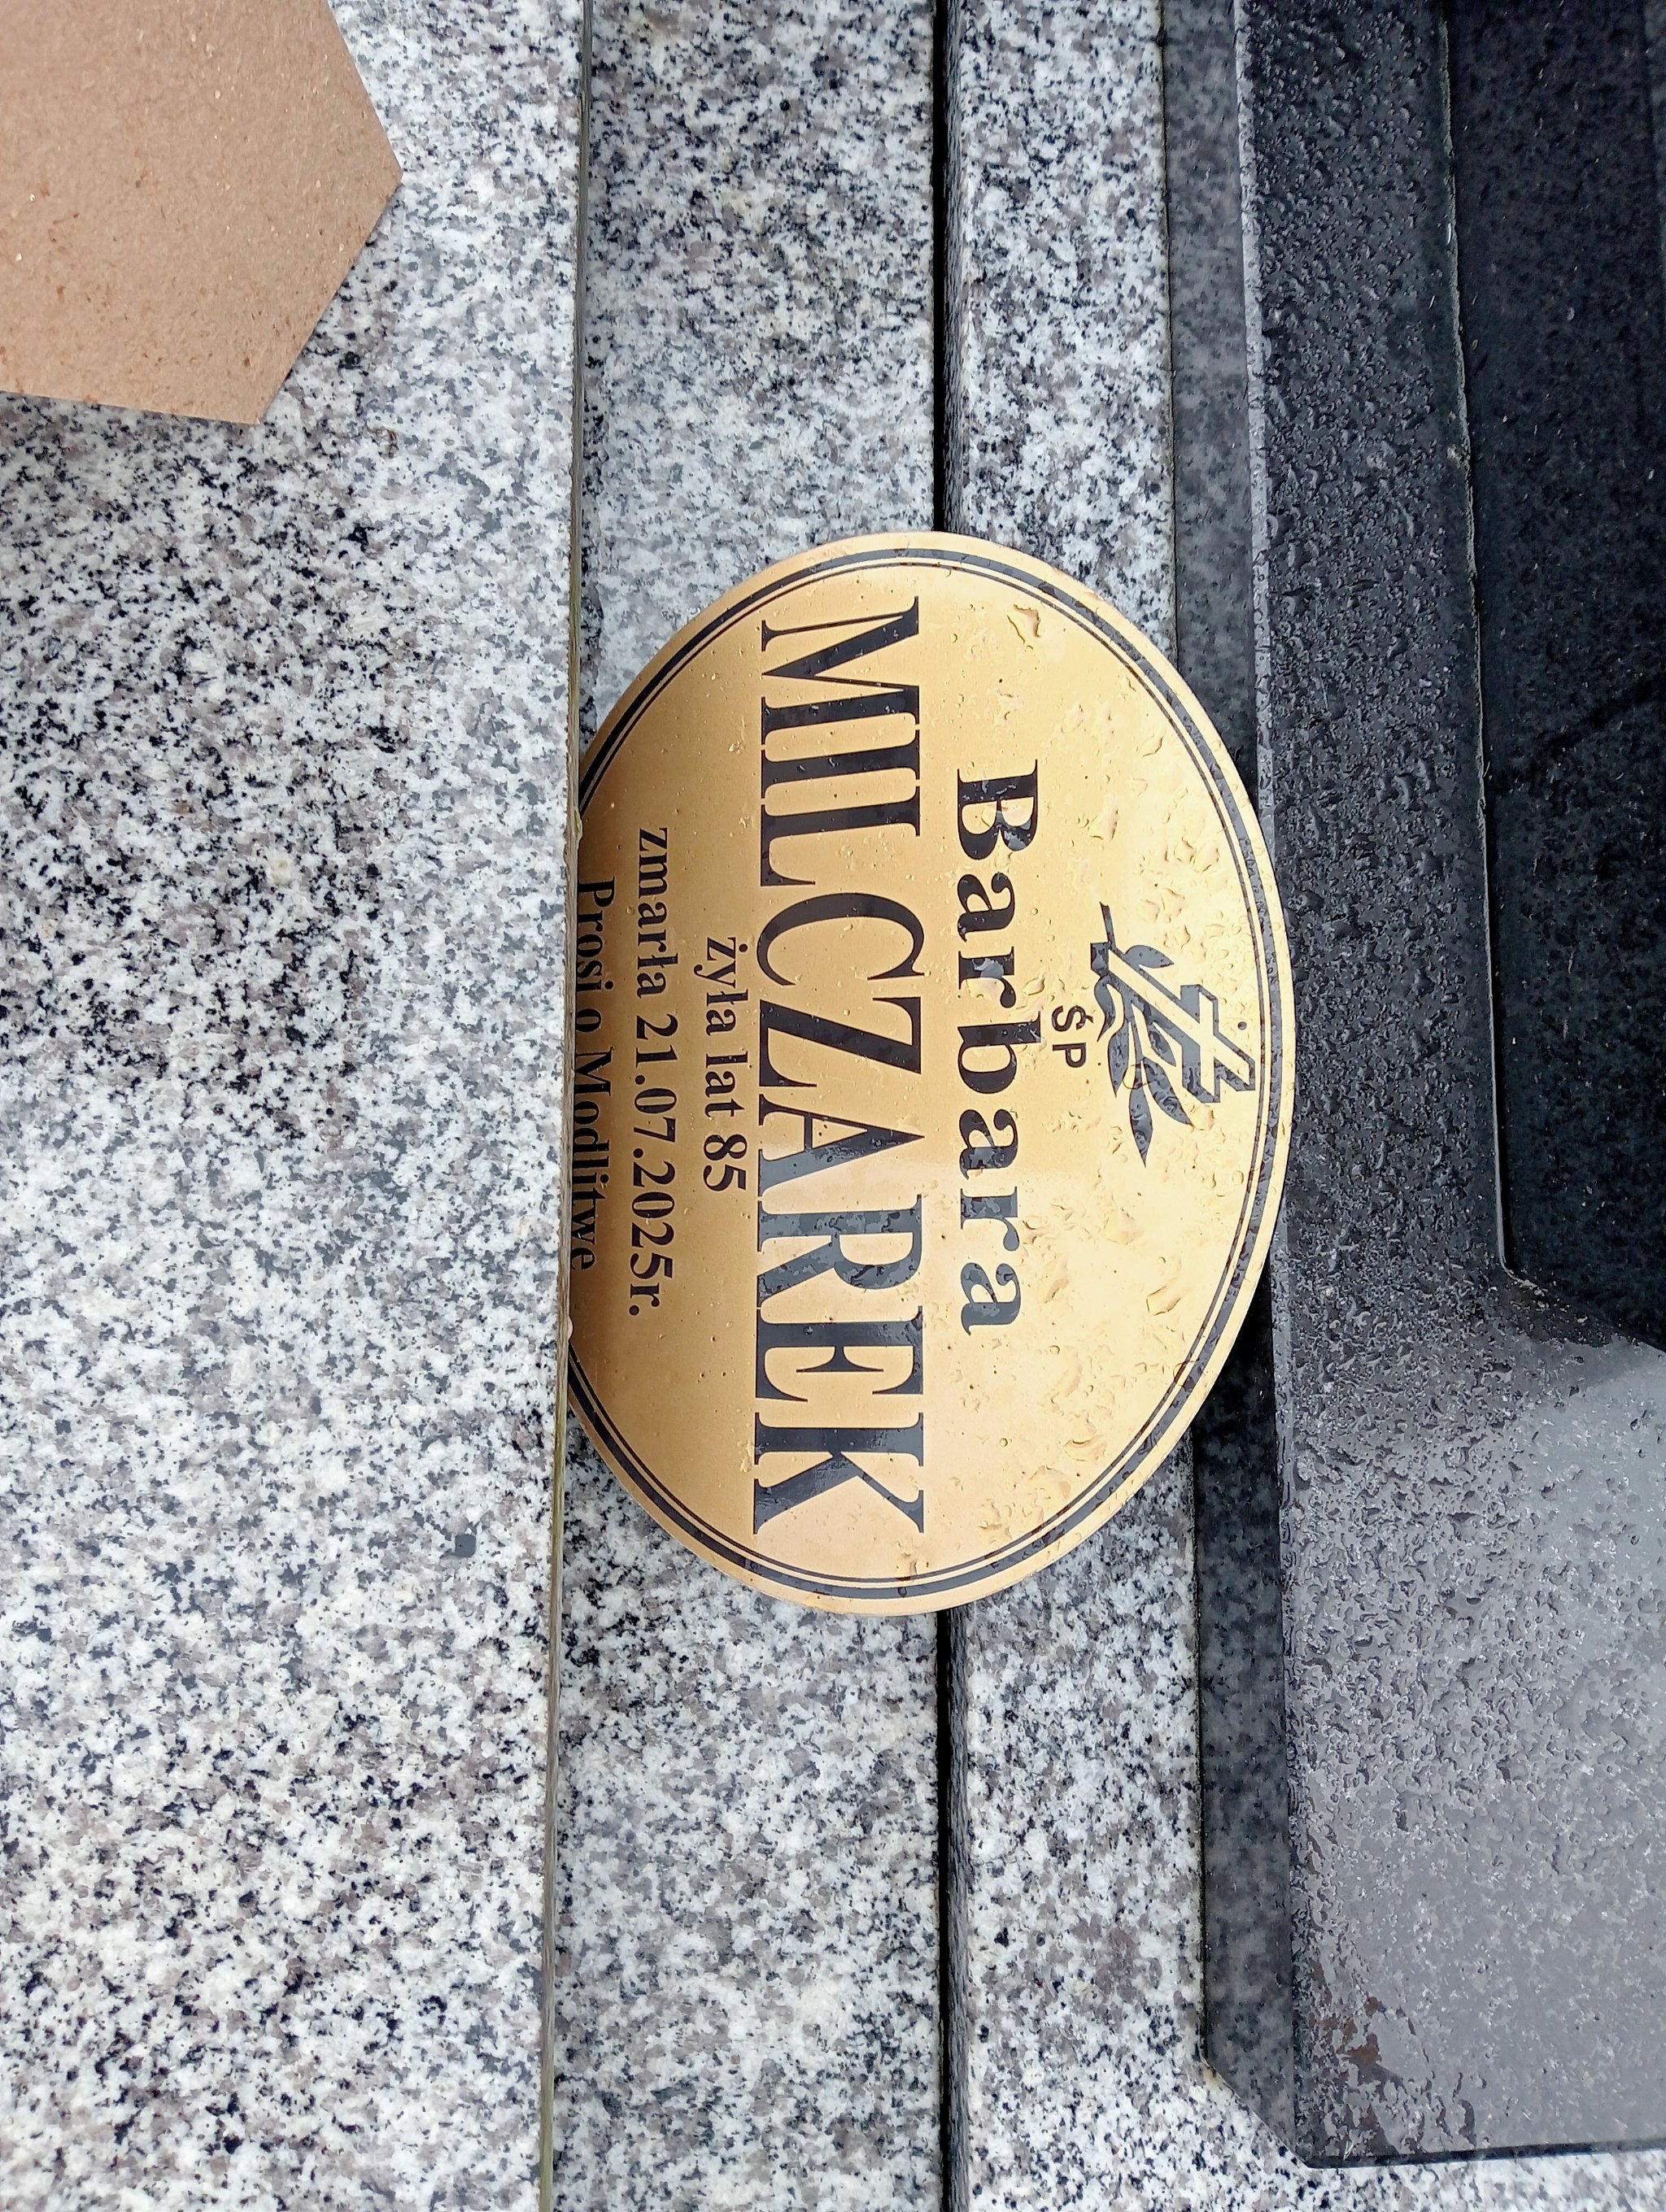 ŚP
Barbara
MILCZAREK
żyła lat 85
zmarła 21.07.2025r.
Prosi o Modlitwę